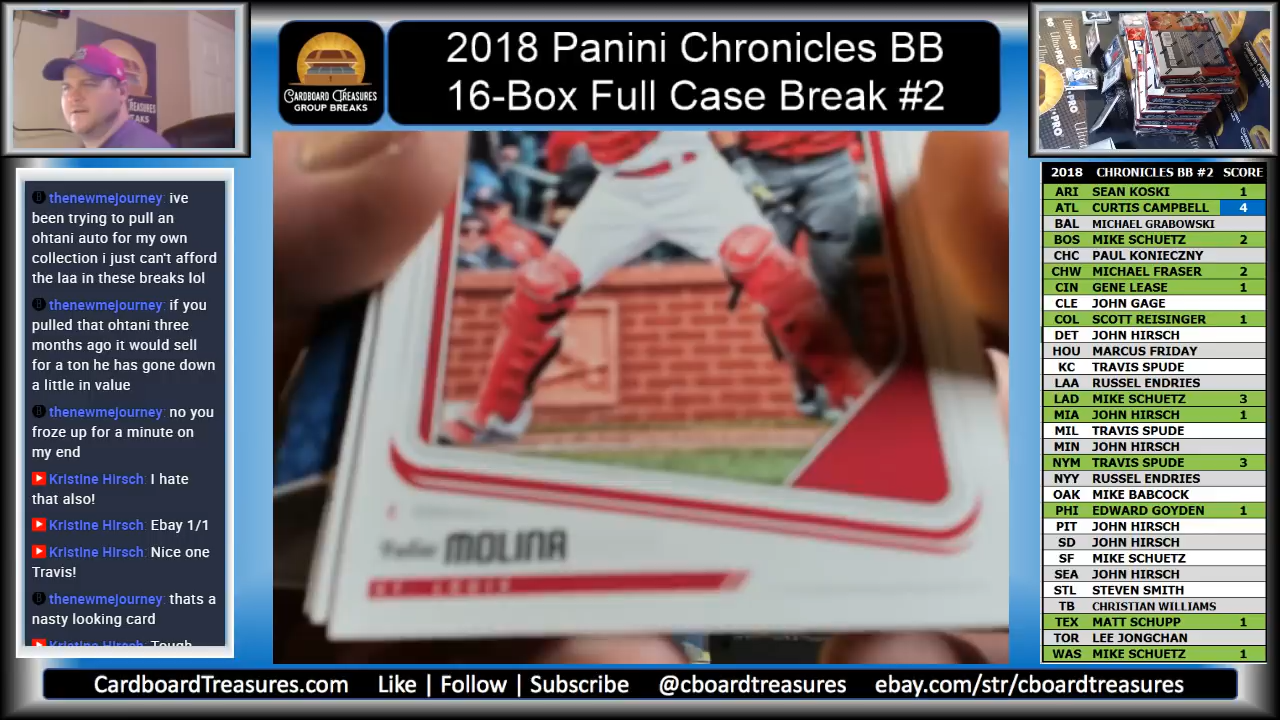 CARDBOARD TREASURES
GROUP BREAKS
2018 Panini Chronicles BB
16-Box Full Case Break #2
TREASURES
BREAKS
thenewmejourney: ive
been trying to pull an
ohtani auto for my own
collection i just can't afford
the laa in these breaks lol
thenewmejourney: if you
pulled that ohtani three
months ago it would sell
for a ton he has gone down
a little in value
thenewmejourney: no you
froze up for a minute on
my end
Kristine Hirsch: I hate
that also!
Kristine Hirsch: Ebay 1/1
Kristine Hirsch: Nice one
Travis!
thenewmejourney: thats a
nasty looking card
Kristine Hirsch: Tough
MOLINA
2018 CHRONICLES BB #2 SCORE
ARI SEAN KOSKI 1
ATL CURTIS CAMPBELL 4
BAL MICHAEL GRABOWSKI
BOS MIKE SCHUETZ 2
CHC PAUL KONIECZNY
CHW MICHAEL FRASER 2
CIN GENE LEASE 1
CLE JOHN GAGE
COL SCOTT REISINGER 1
DET JOHN HIRSCH
HOU MARCUS FRIDAY
KC TRAVIS SPUDE
LAA RUSSEL ENDRIES
LAD MIKE SCHUETZ 3
MIA JOHN HIRSCH 1
MIL TRAVIS SPUDE
MIN JOHN HIRSCH
NYM TRAVIS SPUDE 3
NYY RUSSEL ENDRIES
OAK MIKE BABCOCK
PHI EDWARD GOYDEN 1
PIT JOHN HIRSCH
SD JOHN HIRSCH
SF MIKE SCHUETZ
SEA JOHN HIRSCH
STL STEVEN SMITH
TB CHRISTIAN WILLIAMS
TEX MATT SCHUPP 1
TOR LEE JONGCHAN
WAS MIKE SCHUETZ 1
CardboardTreasures.com Like | Follow | Subscribe @cboardtreasures ebay.com/str/cboardtreasures